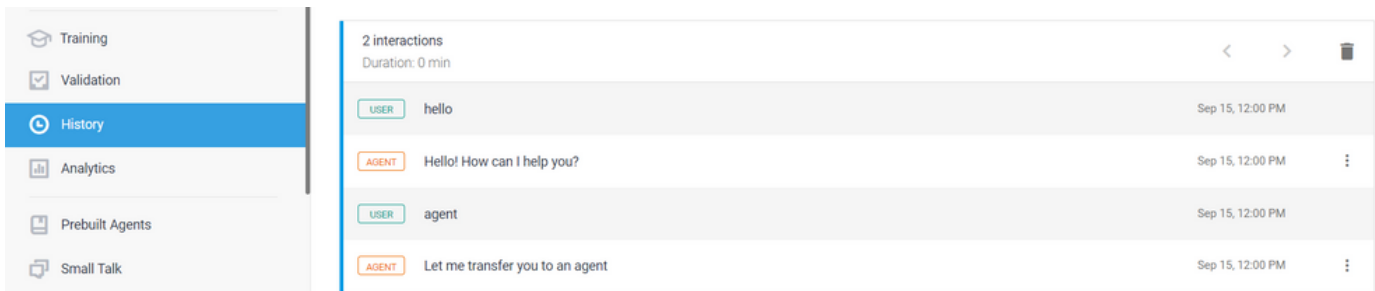 Training
Validation
History
Analytics
Prebuilt Agents
Small Talk
2 interactions
Duration: 0 min
USER hello Sep 15, 12:00 PM
AGENT Hello! How can I help you? Sep 15, 12:00 PM
USER agent Sep 15, 12:00 PM
AGENT Let me transfer you to an agent Sep 15, 12:00 PM